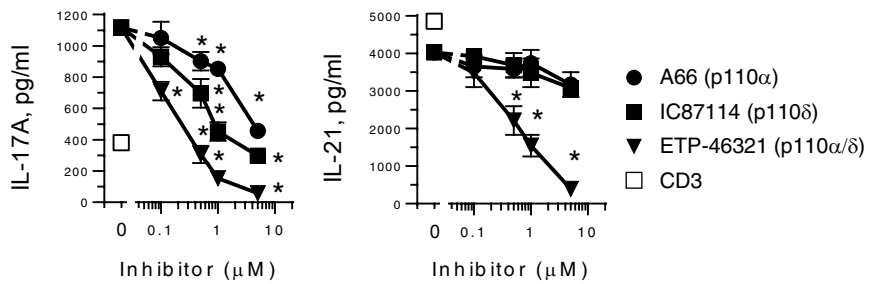 IL-17A, pg/ml
1200
1000
800
600
400
200
0
0 0.1 1 10
Inhibitor (μM)
* * * * * * * * * * *
IL-21, pg/ml
5000
4000
3000
2000
1000
0
0 0.1 1 10
Inhibitor (μM)
* * *
A66 (p110α)
IC87114 (p110δ)
ETP-46321 (p110α/δ)
CD3